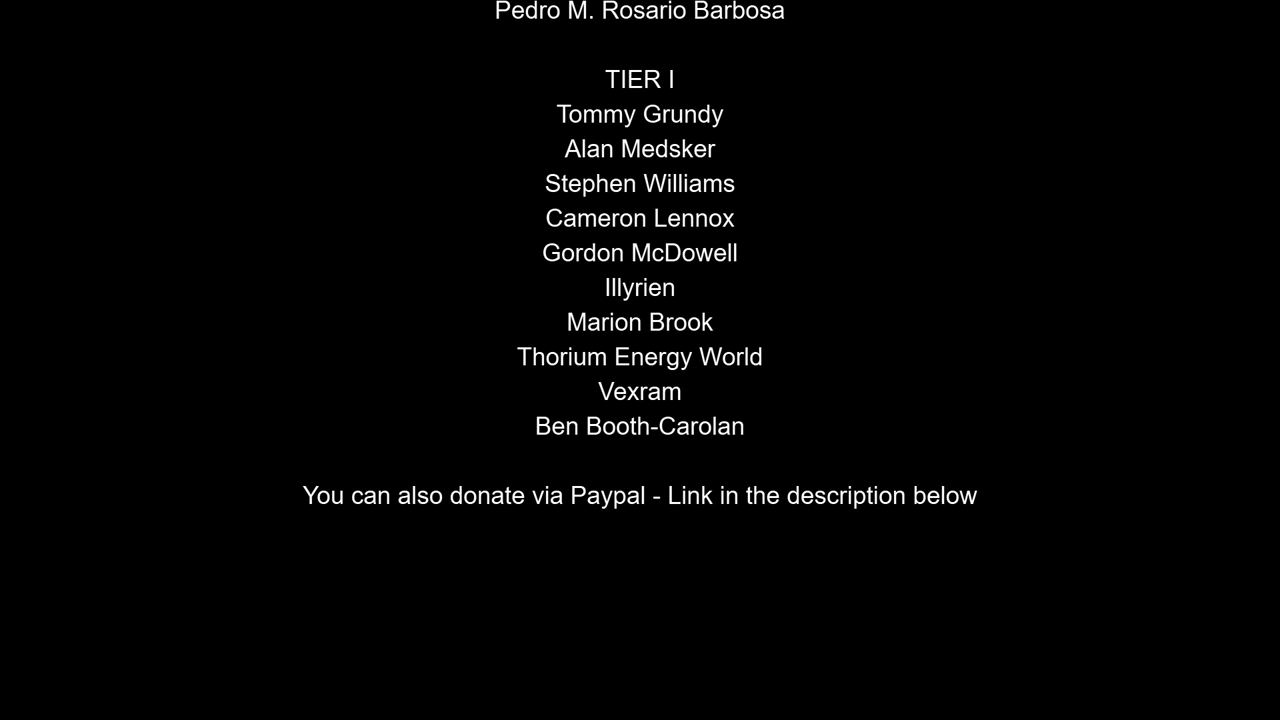 Pedro M. Rosario Barbosa
TIER I
Tommy Grundy
Alan Medsker
Stephen Williams
Cameron Lennox
Gordon McDowell
Illyrien
Marion Brook
Thorium Energy World
Vexram
Ben Booth-Carolan
You can also donate via Paypal - Link in the description below